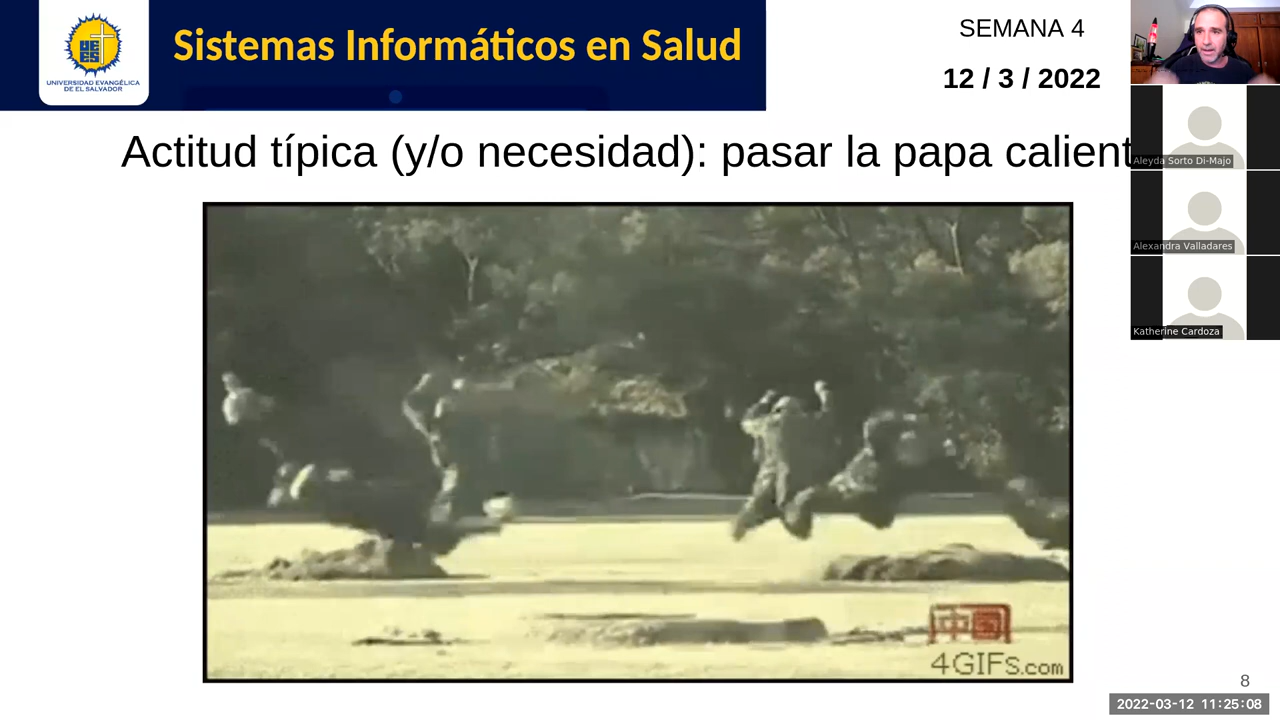 Sistemas Informáticos en Salud
UNIVERSIDAD EVANGÉLICA
DE EL SALVADOR
SEMANA 4
12 / 3 / 2022
Actitud típica (y/o necesidad): pasar la papa calient
Aleyda Sorto Di-Majo
Alexandra Valladares
Katherine Cardoza
中国
4GIFs.com
8
2022-03-12 11:25:08